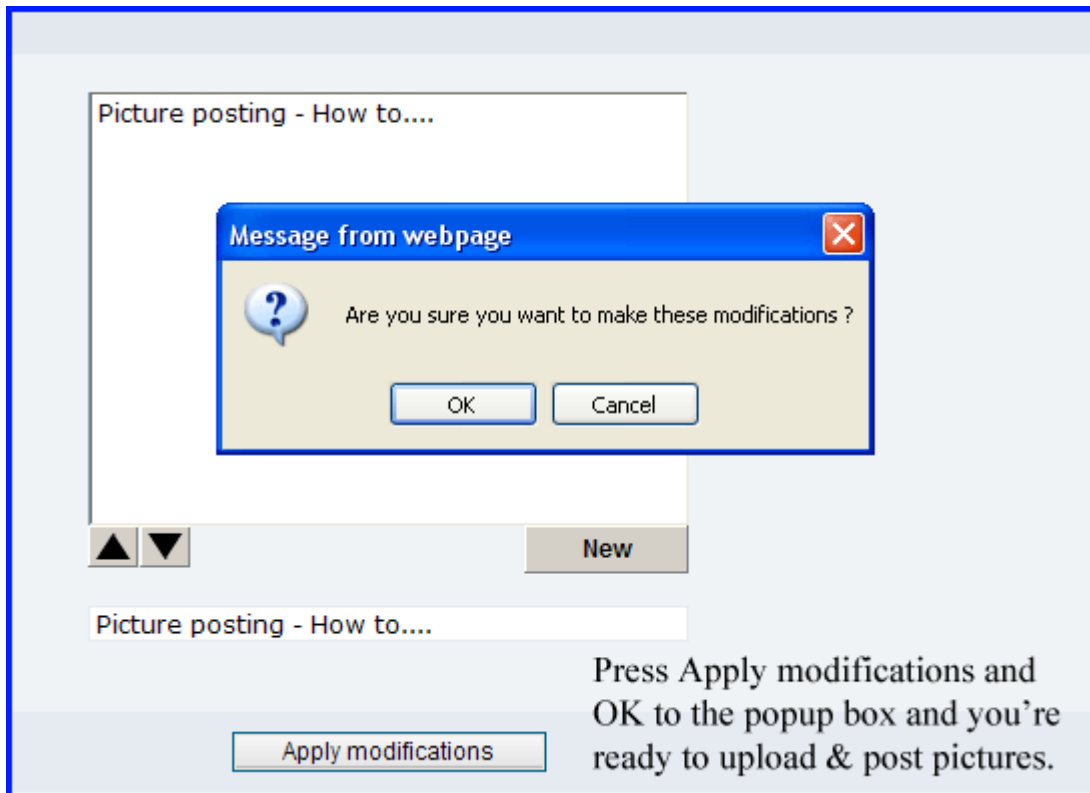 Picture posting - How to....
Message from webpage
Are you sure you want to make these modifications ?
OK
Cancel
New
Picture posting - How to....
Press Apply modifications and
OK to the popup box and you’re
ready to upload & post pictures.
Apply modifications